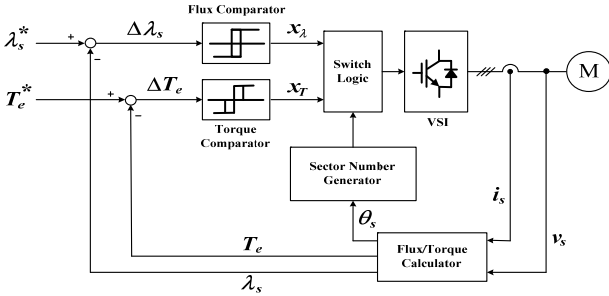 Flux Comparator
λs*
+
−
Δλs
xλ
Switch
Logic
VSI
M
Te*
+
−
ΔTe
xT
Torque
Comparator
Sector Number
Generator
is
θs
vs
Te
Flux/Torque
Calculator
λs